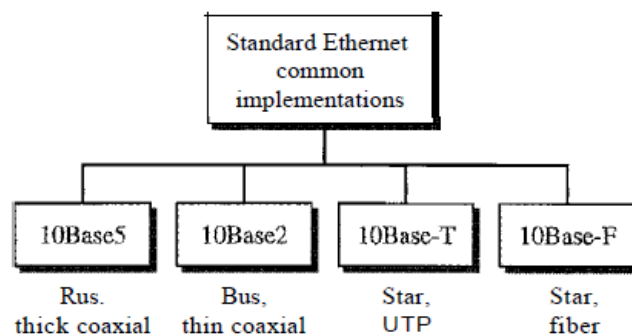 Standard Ethernet
common
implementations
10Base5
10Base2
10Base-T
10Base-F
Rus.
thick coaxial
Bus,
thin coaxial
Star,
UTP
Star,
fiber